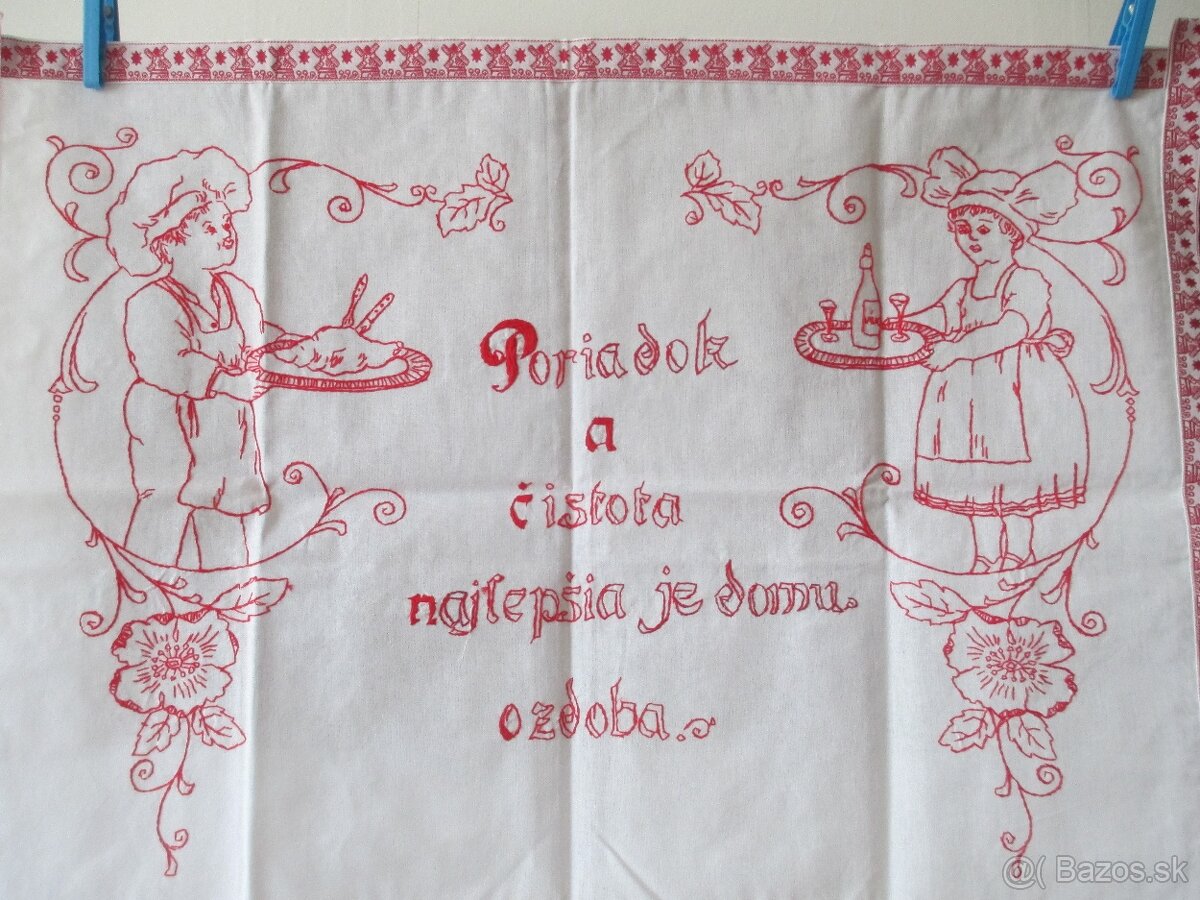 Poriadok
a
čistota
najlepšia je domu
ozdoba.
@( Bazos.sk